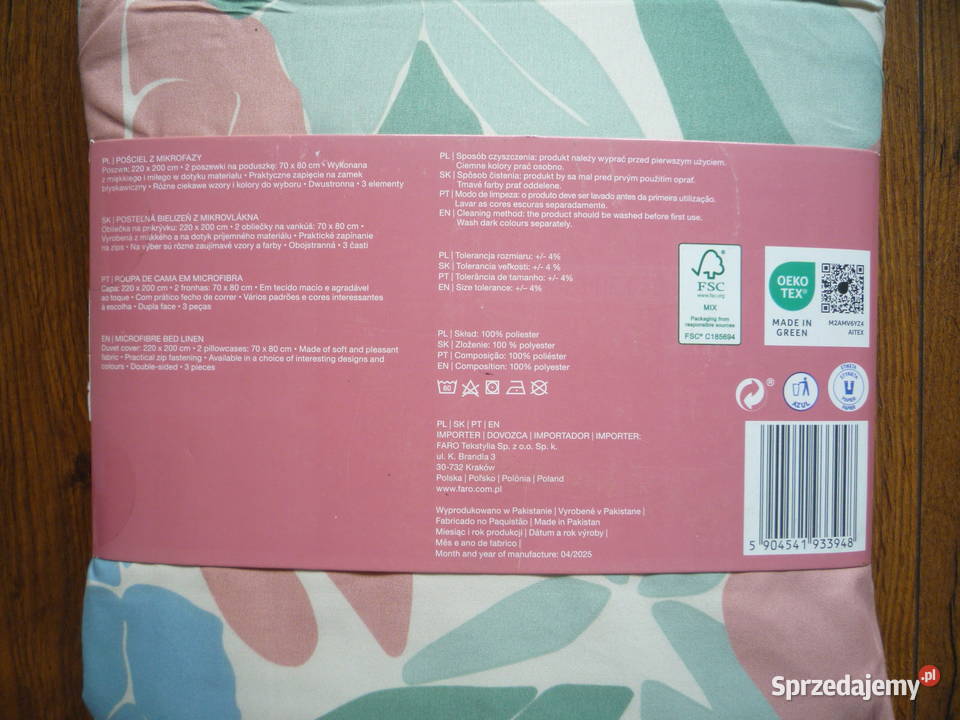 PL | POŚCIEL Z MIKROFAZY
Poszwa: 220 x 200 cm • 2 poszewki na poduszkę: 70 x 80 cm • Wykonana
z miękkiego i miłego w dotyku materiału • Praktyczne zapięcie na zamek
błyskawiczny • Różne ciekawe wzory i kolory do wyboru • Dwustronna • 3 elementy
SK | POSTEĽNÁ BIELIZEŇ Z MIKROVLÁKNA
Obliečka na prikrývku: 220 x 200 cm • 2 obliečky na vankúš: 70 x 80 cm •
Vyrobená z mäkkého a na dotyk príjemného materiálu • Praktické zapínanie
na zips • Na výber sú rôzne zaujímavé vzory a farby • Obojstranná • 3 časti
PT | ROUPA DE CAMA EM MICROFIBRA
Capa: 220 x 200 cm • 2 fronhas: 70 x 80 cm • Em tecido macio e agradável
ao toque • Com prático fecho de correr • Vários padrões e cores interessantes
à escolha • Dupla face • 3 peças
EN | MICROFIBRE BED LINEN
Duvet cover: 220 x 200 cm • 2 pillowcases: 70 x 80 cm • Made of soft and pleasant
fabric • Practical zip fastening • Available in a choice of interesting designs and
colours • Double-sided • 3 pieces
PL | Sposób czyszczenia: produkt należy wyprać przed pierwszym użyciem.
Ciemne kolory prać osobno.
SK | Spôsob čistenia: produkt by sa mal pred prvým použitím oprať.
Tmavé farby prať oddelene.
PT | Modo de limpeza: o produto deve ser lavado antes da primeira utilização.
Lavar as cores escuras separadamente.
EN | Cleaning method: the product should be washed before first use.
Wash dark colours separately.
PL | Tolerancja rozmiaru: +/- 4%
SK | Tolerancia veľkosti: +/- 4 %
PT | Tolerância de tamanho: +/- 4%
EN | Size tolerance: +/- 4%
PL | Skład: 100% poliester
SK | Zloženie: 100 % polyester
PT | Composição: 100% poliéster
EN | Composition: 100% polyester
60
PL | SK | PT | EN
IMPORTER | DOVOZCA | IMPORTADOR | IMPORTER:
FARO Tekstylia Sp. z o.o. Sp. k.
ul. K. Brandla 3
30-732 Kraków
Polska | Poľsko | Polónia | Poland
www.faro.com.pl
Wyprodukowano w Pakistanie | Vyrobené v Pakistane |
Fabricado no Paquistão | Made in Pakistan
Miesiąc i rok produkcji | Dátum a rok výroby |
Mês e ano de fabrico |
Month and year of manufacture: 04/2025
FSC
www.fsc.org
MIX
Packaging from
responsible sources
FSC® C185694
OEKO
TEX®
MADE IN
GREEN
M2AMV6YZ4
AITEX
®
AZUL
ETIKETA
ETYKIETA
PAPIER
PAPIER
5 904541 933948
Sprzedajemy.pl